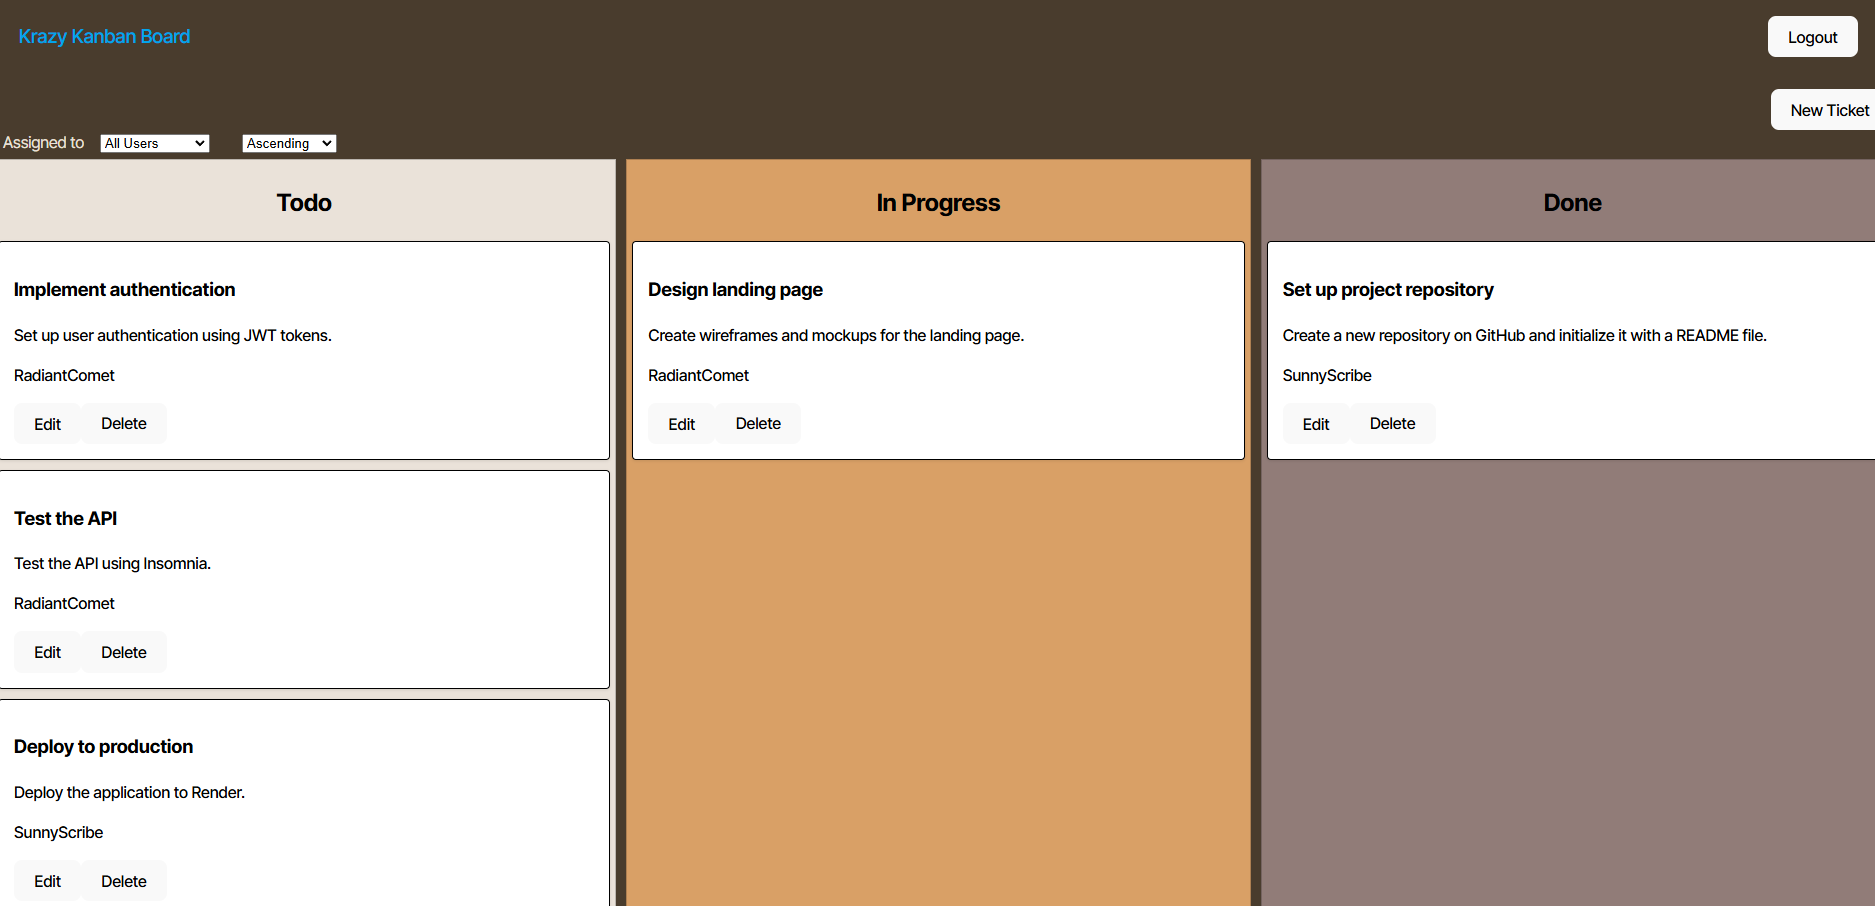 Krazy Kanban Board
Logout
New Ticket
Assigned to All Users Ascending
Todo
Implement authentication
Set up user authentication using JWT tokens.
RadiantComet
Edit Delete
Test the API
Test the API using Insomnia.
RadiantComet
Edit Delete
Deploy to production
Deploy the application to Render.
SunnyScribe
Edit Delete
In Progress
Design landing page
Create wireframes and mockups for the landing page.
RadiantComet
Edit Delete
Done
Set up project repository
Create a new repository on GitHub and initialize it with a README file.
SunnyScribe
Edit Delete